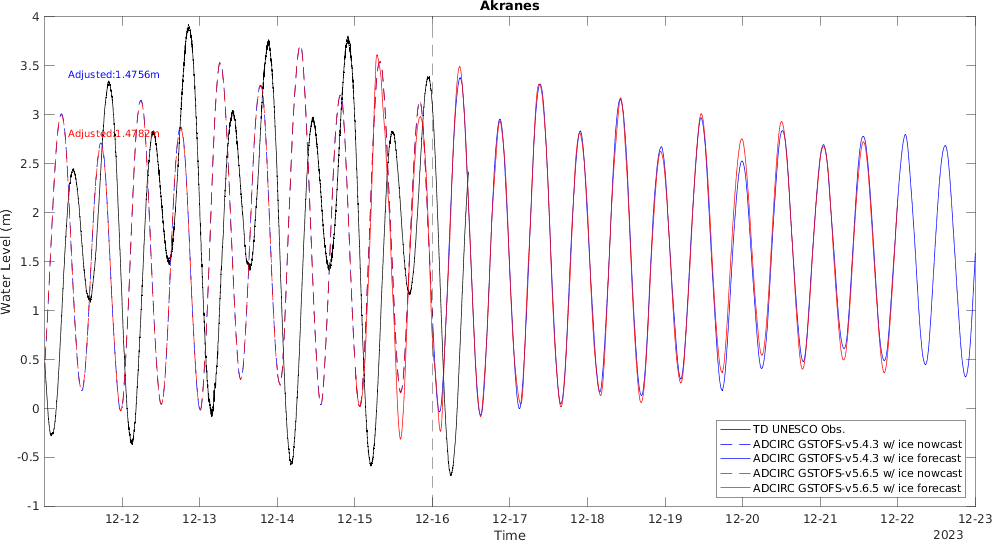 Akranes
4
3.5
3
2.5
2
1.5
1
0.5
0
-0.5
-1
Water Level (m)
Adjusted:1.4756m
Adjusted:1.4782m
TD UNESCO Obs.
ADCIRC GSTOFS-v5.4.3 w/ ice nowcast
ADCIRC GSTOFS-v5.4.3 w/ ice forecast
ADCIRC GSTOFS-v5.6.5 w/ ice nowcast
ADCIRC GSTOFS-v5.6.5 w/ ice forecast
12-12 12-13 12-14 12-15 12-16 12-17 12-18 12-19 12-20 12-21 12-22 12-23
Time
2023